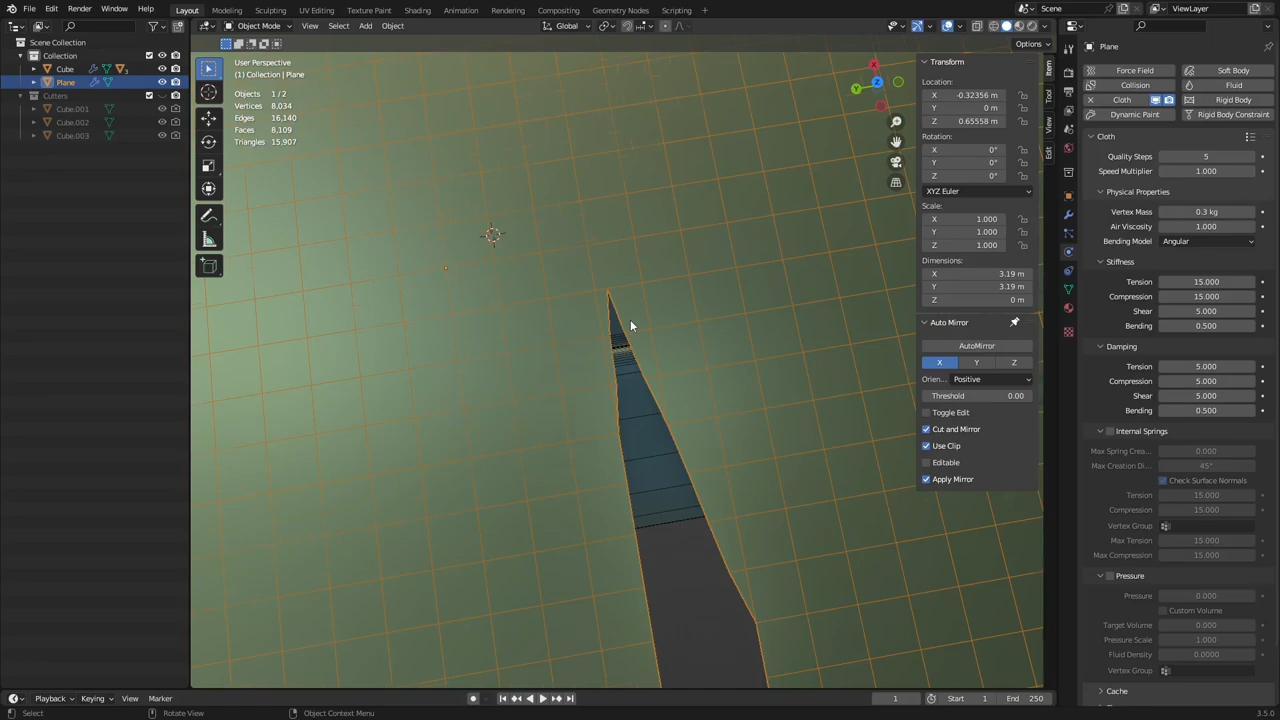 File Edit Render Window Help Layout Modeling Sculpting UV Editing Texture Paint Shading Animation Rendering Compositing Geometry Nodes Scripting Scene ViewLayer
Object Mode View Select Add Object Global
Options
Scene Collection
Collection
Cube 3
Plane
Cutters
Cube.001
Cube.002
Cube.003
User Perspective
(1) Collection | Plane
Objects 1 / 2
Vertices 8,034
Edges 16,140
Faces 8,109
Triangles 15,907
X
Y
Z
Transform
Location:
X -0.32356 m
Y 0 m
Z 0.65558 m
Rotation:
X 0°
Y 0°
Z 0°
XYZ Euler
Scale:
X 1.000
Y 1.000
Z 1.000
Dimensions:
X 3.19 m
Y 3.19 m
Z 0 m
Auto Mirror
AutoMirror
X Y Z
Orien... Positive
Threshold 0.00
Toggle Edit
Cut and Mirror
Use Clip
Editable
Apply Mirror
Item
Tool
View
Edit
Plane
Force Field Soft Body
Collision Fluid
Cloth Rigid Body
Dynamic Paint Rigid Body Constraint
Cloth
Quality Steps 5
Speed Multiplier 1.000
Physical Properties
Vertex Mass 0.3 kg
Air Viscosity 1.000
Bending Model Angular
Stiffness
Tension 15.000
Compression 15.000
Shear 5.000
Bending 0.500
Damping
Tension 5.000
Compression 5.000
Shear 5.000
Bending 0.500
Internal Springs
Max Spring Crea... 0.000
Max Creation Di... 45°
Check Surface Normals
Tension 15.000
Compression 15.000
Vertex Group
Max Tension 15.000
Max Compression 15.000
Pressure
Pressure 0.000
Custom Volume
Target Volume 0.000
Pressure Scale 1.000
Fluid Density 0.0000
Vertex Group
Cache
Playback Keying View Marker 1 Start 1 End 250
Select Rotate View Object Context Menu 3.5.0